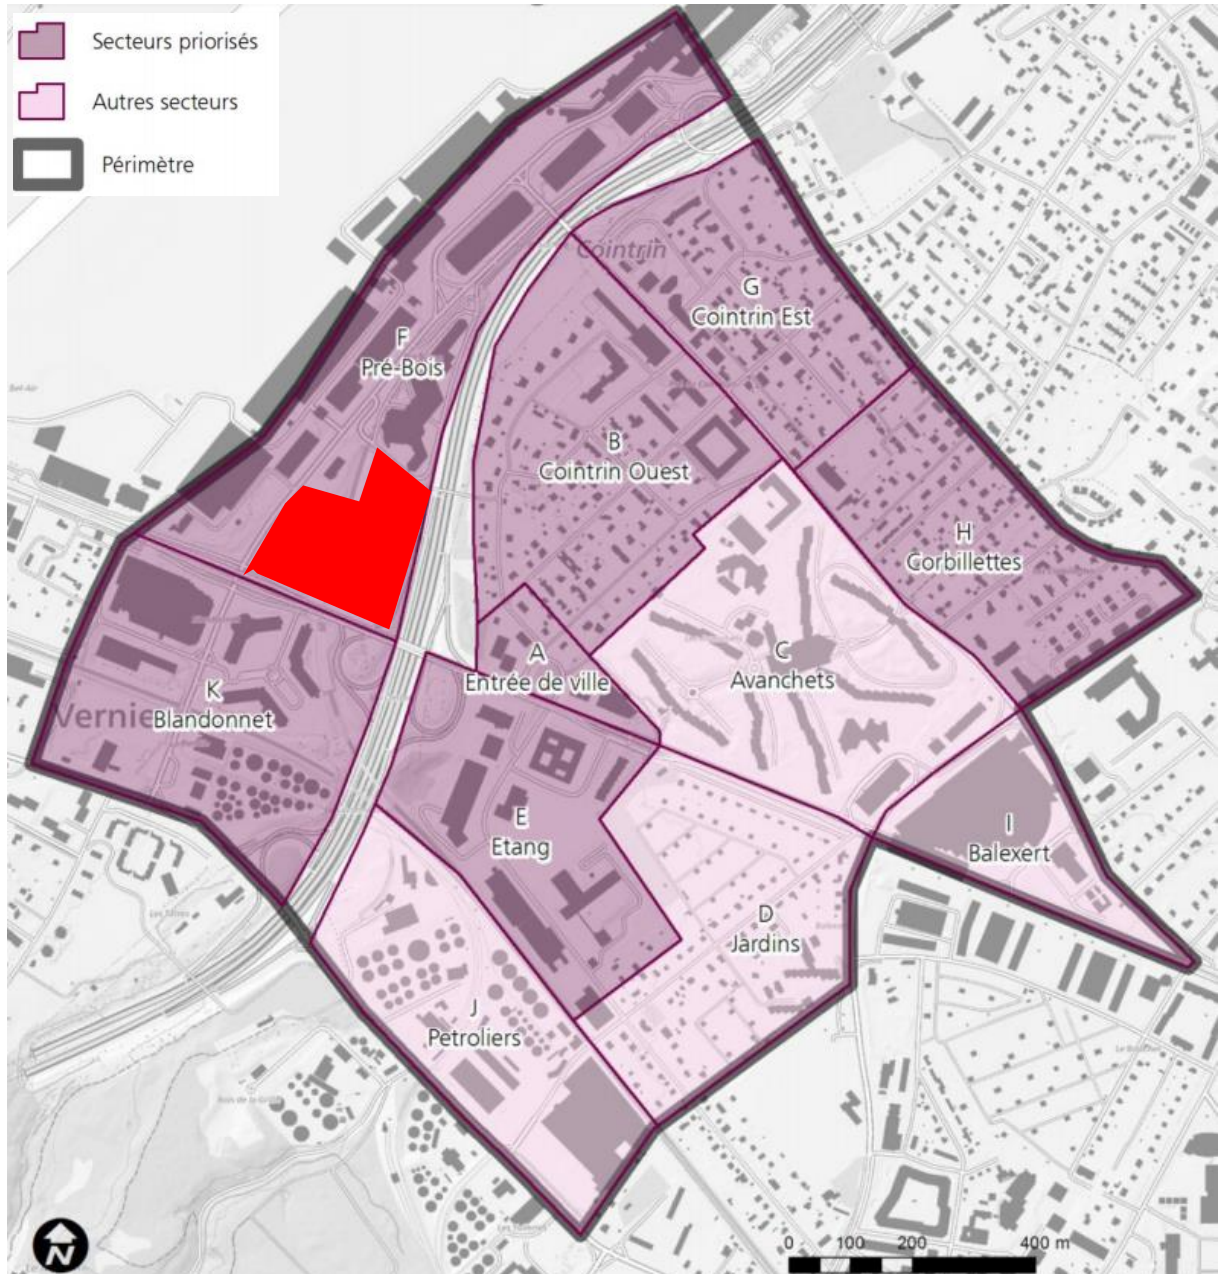 Secteurs priorisés
Autres secteurs
Périmètre
Cointrin
G
Cointrin Est
F
Pré-Bois
B
Cointrin Ouest
H
Corbillettes
A
Entrée de ville
C
Avanchets
K
Blandonnet
Vernie
E
Etang
I
Balexert
D
Jardins
J
Petroliers
N
0 100 200 400 m